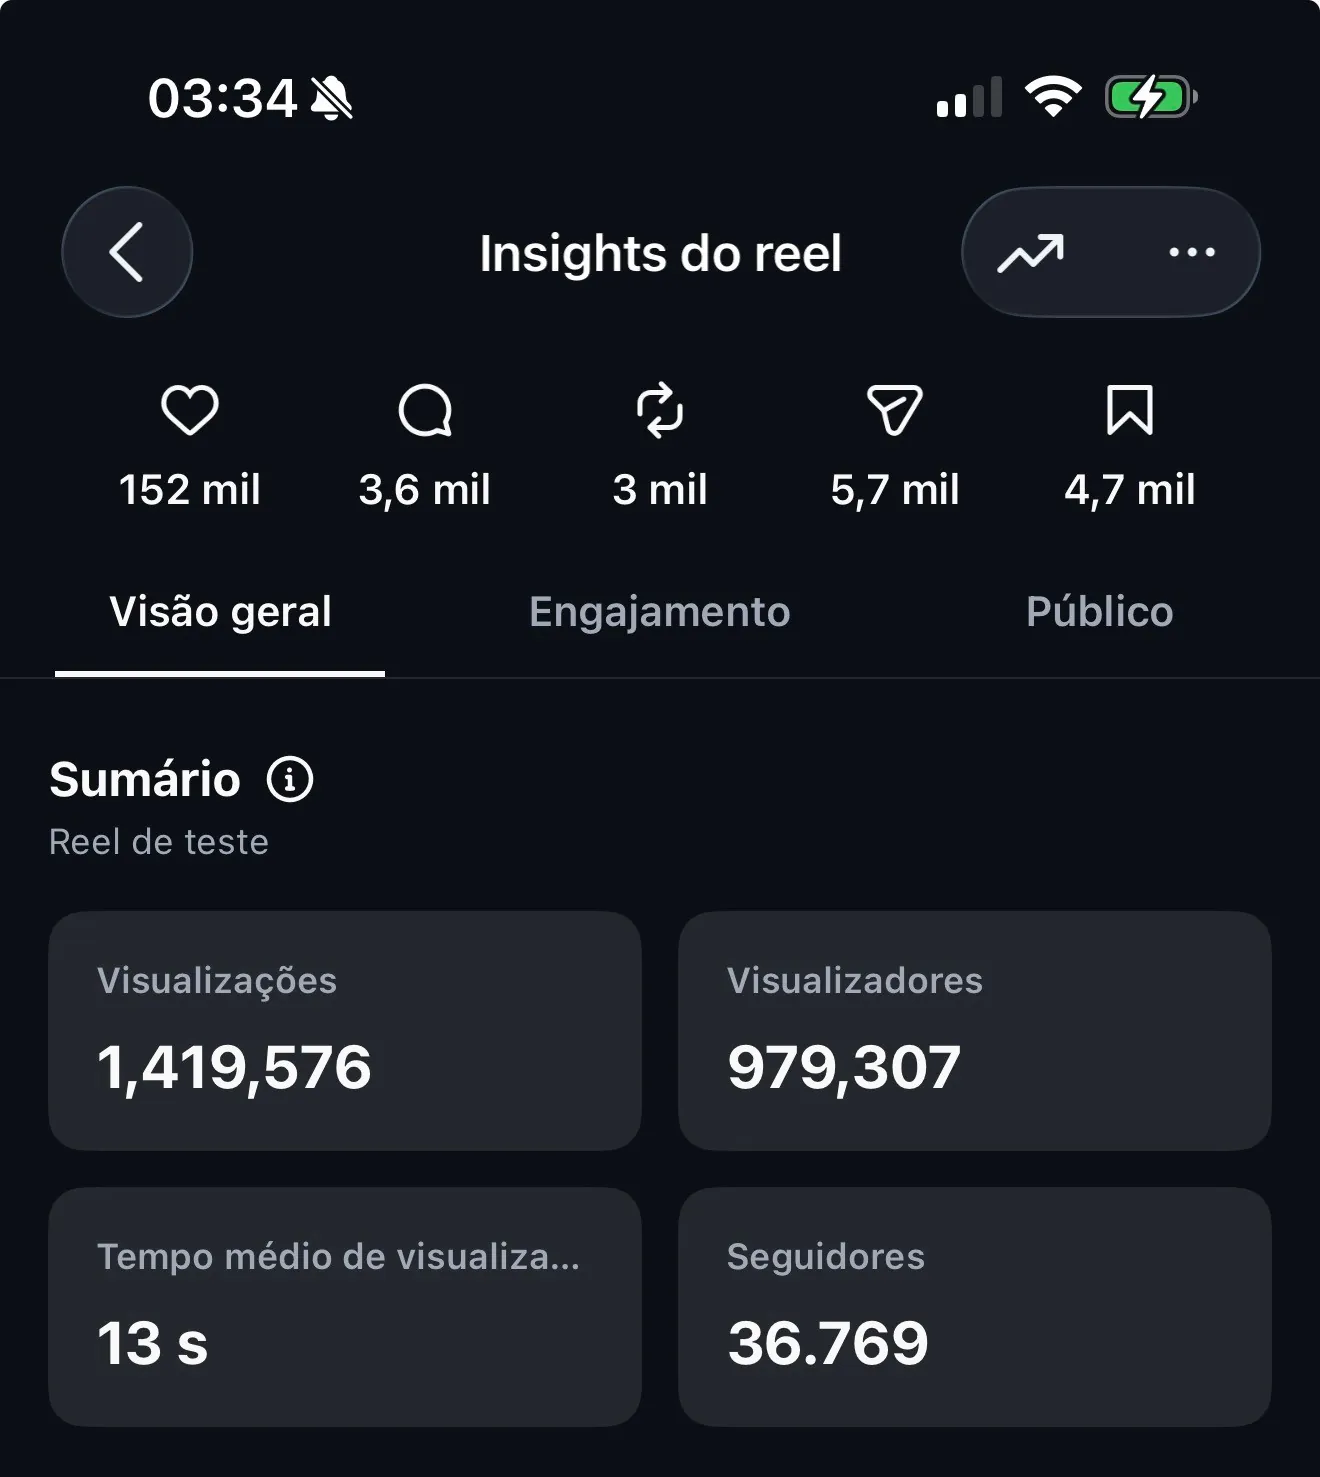 03:34
Insights do reel
152 mil
3,6 mil
3 mil
5,7 mil
4,7 mil
Visão geral
Engajamento
Público
Sumário
Reel de teste
Visualizações
Visualizadores
1,419,576
979,307
Tempo médio de visualiza...
Seguidores
13 s
36.769